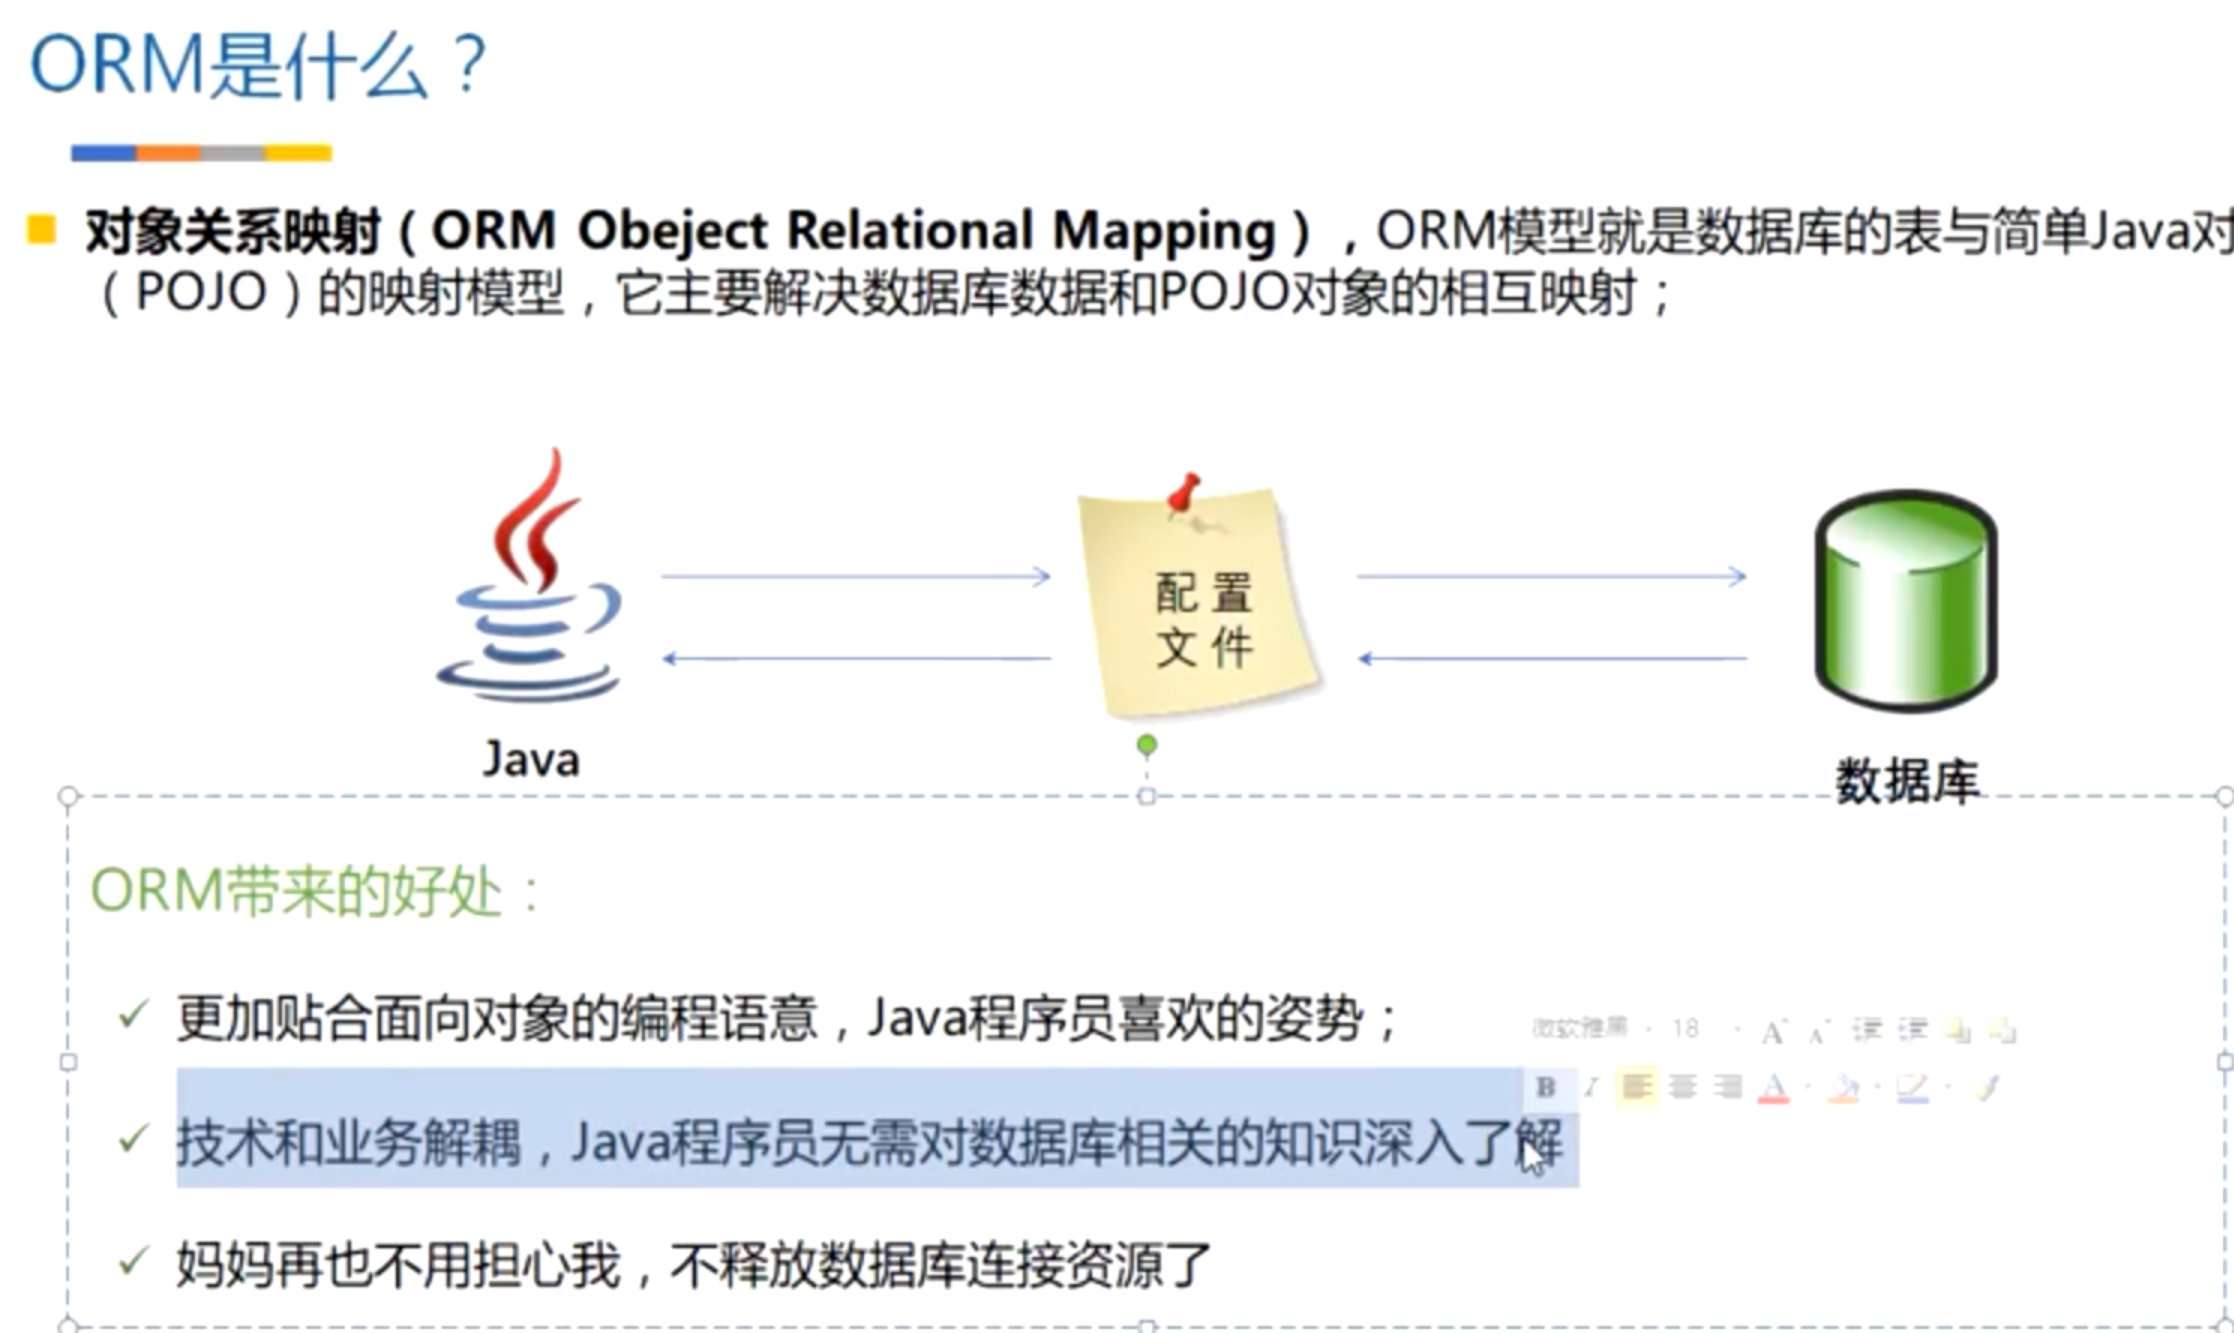 ORM是什么？
对象关系映射（ORM Obeject Relational Mapping），ORM模型就是数据库的表与简单Java对
（POJO）的映射模型，它主要解决数据库数据和POJO对象的相互映射；
配 置
文 件
Java
数据库
ORM带来的好处：
更加贴合面向对象的编程语意，Java程序员喜欢的姿势；
微软雅黑 18
B I A
技术和业务解耦，Java程序员无需对数据库相关的知识深入了解
妈妈再也不用担心我，不释放数据库连接资源了